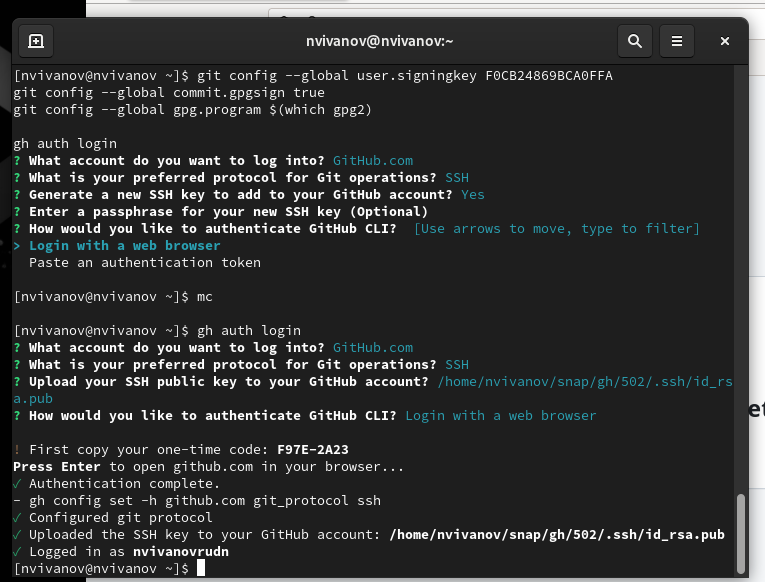 nvivanov@nvivanov:~
[nvivanov@nvivanov ~]$ git config --global user.signingkey F0CB24869BCA0FFA
git config --global commit.gpgsign true
git config --global gpg.program $(which gpg2)
gh auth login
? What account do you want to log into? GitHub.com
? What is your preferred protocol for Git operations? SSH
? Generate a new SSH key to add to your GitHub account? Yes
? Enter a passphrase for your new SSH key (Optional)
? How would you like to authenticate GitHub CLI?  [Use arrows to move, type to filter]
> Login with a web browser
  Paste an authentication token
[nvivanov@nvivanov ~]$ mc
[nvivanov@nvivanov ~]$ gh auth login
? What account do you want to log into? GitHub.com
? What is your preferred protocol for Git operations? SSH
? Upload your SSH public key to your GitHub account? /home/nvivanov/snap/gh/502/.ssh/id_rs
a.pub
? How would you like to authenticate GitHub CLI? Login with a web browser
! First copy your one-time code: F97E-2A23
Press Enter to open github.com in your browser...
✓ Authentication complete.
- gh config set -h github.com git_protocol ssh
✓ Configured git protocol
✓ Uploaded the SSH key to your GitHub account: /home/nvivanov/snap/gh/502/.ssh/id_rsa.pub
✓ Logged in as nvivanovrudn
[nvivanov@nvivanov ~]$